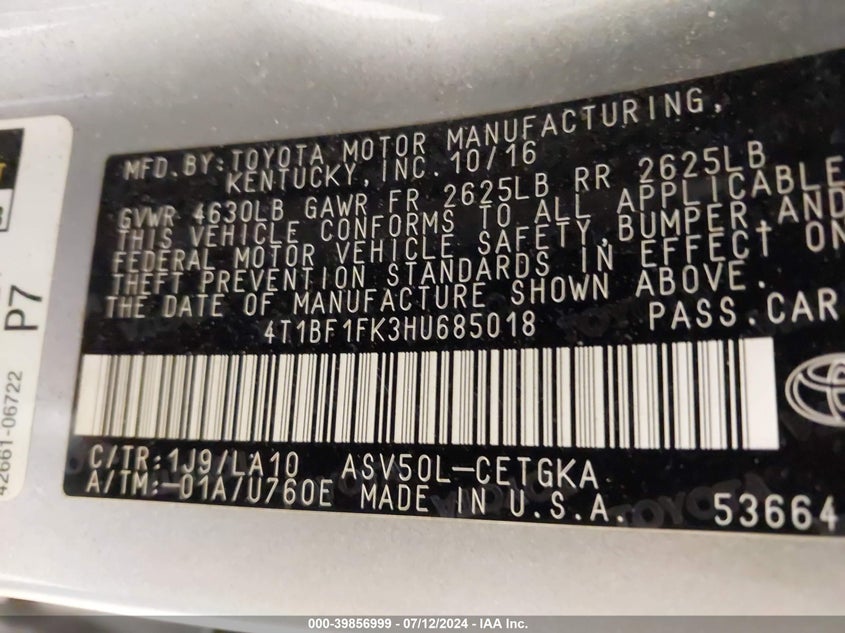 MFD. BY: TOYOTA MOTOR MANUFACTURING,
KENTUCKY, INC. 10/16
GVWR 4630LB GAWR FR 2625LB RR 2625LB
THIS VEHICLE CONFORMS TO ALL APPLICABLE
FEDERAL MOTOR VEHICLE SAFETY, BUMPER, AND
THEFT PREVENTION STANDARDS IN EFFECT ON
THE DATE OF MANUFACTURE SHOWN ABOVE.
4T1BF1FK3HU685018 PASS.CAR
C/TR:1J9/LA10 ASV50L-CETGKA
A/TM:-01A/U760E MADE IN U.S.A. 53664
P7
42661-06722
000-39856999 - 07/12/2024 - IAA Inc.